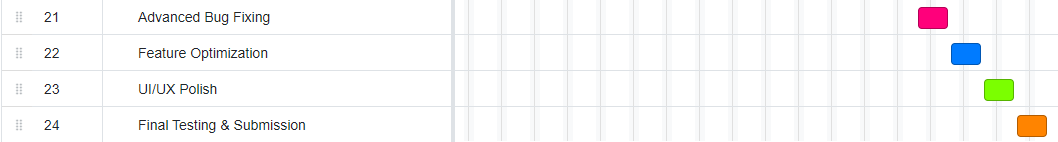 21 Advanced Bug Fixing
22 Feature Optimization
23 UI/UX Polish
24 Final Testing & Submission